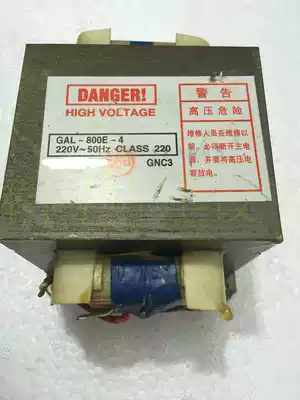 DANGER!
HIGH VOLTAGE
GAL-800E-4
220V~50Hz CLASS 220
GNC3
警告
高压危险
维修人员在维修以
前，必须断开主电
源，并要将高压电
容放电。